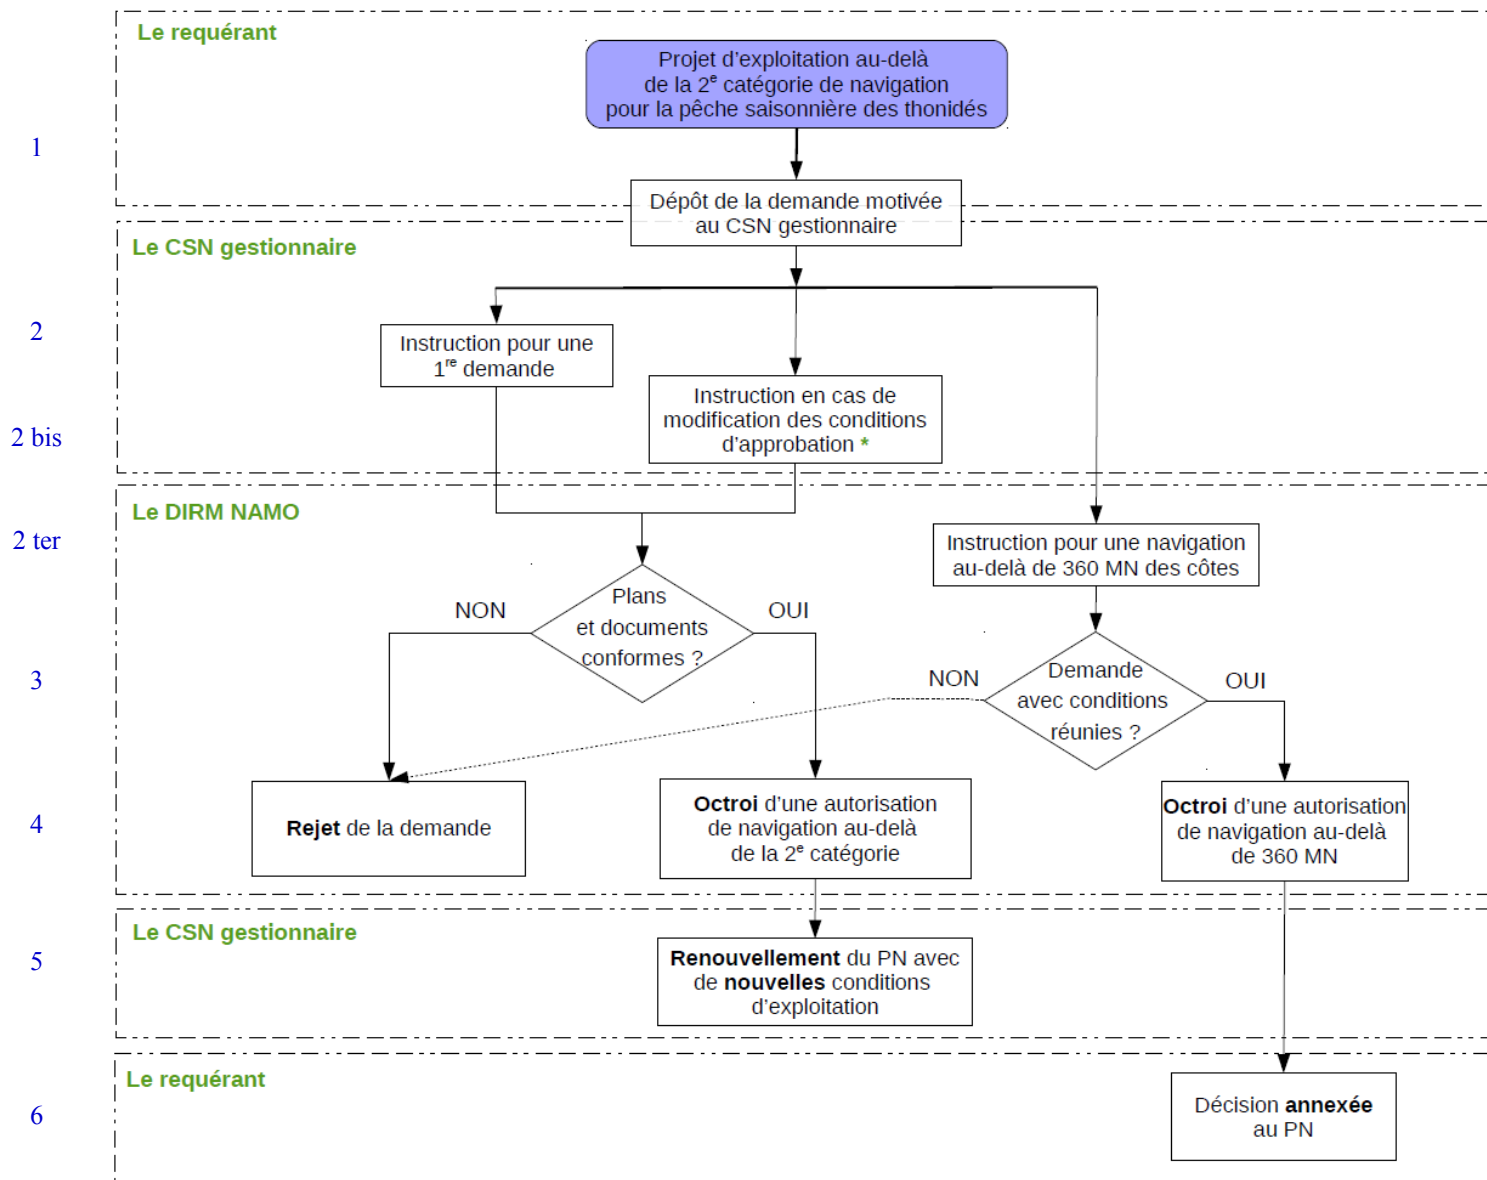 Le requérant
Projet d'exploitation au-delà
de la 2e catégorie de navigation
pour la pêche saisonnière des thonidés
1
Dépôt de la demande motivée
au CSN gestionnaire
Le CSN gestionnaire
2
Instruction pour une
1re demande
2 bis
Instruction en cas de
modification des conditions
d'approbation *
Le DIRM NAMO
2 ter
Instruction pour une navigation
au-delà de 360 MN des côtes
NON
Plans
et documents
conformes ?
OUI
3
NON
Demande
avec conditions
réunies ?
OUI
4
Rejet de la demande
Octroi d'une autorisation
de navigation au-delà
de la 2e catégorie
Octroi d'une autorisation
de navigation au-delà
de 360 MN
Le CSN gestionnaire
5
Renouvellement du PN avec
de nouvelles conditions
d'exploitation
Le requérant
6
Décision annexée
au PN